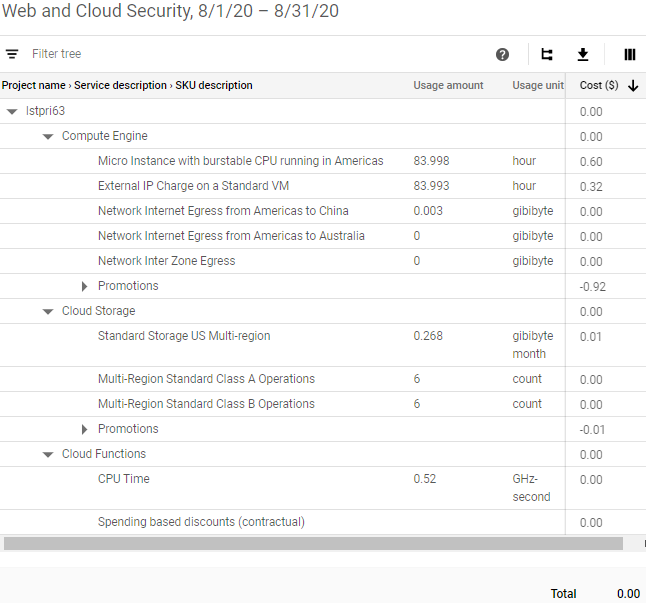 Web and Cloud Security, 8/1/20 – 8/31/20
Filter tree
Project name › Service description › SKU description Usage amount Usage unit Cost ($)
Istpri63 0.00
Compute Engine 0.00
Micro Instance with burstable CPU running in Americas 83.998 hour 0.60
External IP Charge on a Standard VM 83.993 hour 0.32
Network Internet Egress from Americas to China 0.003 gibibyte 0.00
Network Internet Egress from Americas to Australia 0 gibibyte 0.00
Network Inter Zone Egress 0 gibibyte 0.00
Promotions -0.92
Cloud Storage 0.00
Standard Storage US Multi-region 0.268 gibibyte 0.01
month
Multi-Region Standard Class A Operations 6 count 0.00
Multi-Region Standard Class B Operations 6 count 0.00
Promotions -0.01
Cloud Functions 0.00
CPU Time 0.52 GHz- 0.00
second
Spending based discounts (contractual) 0.00
Total 0.00